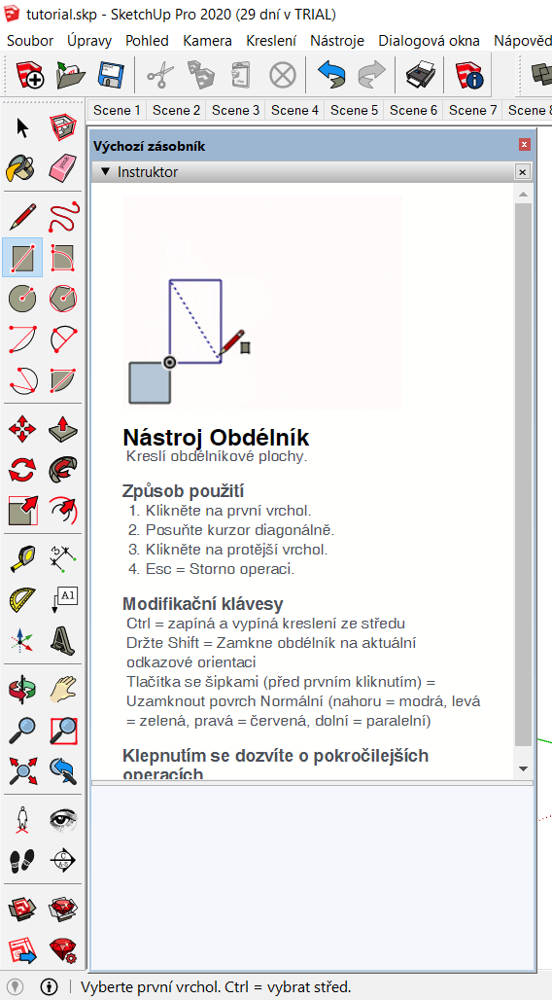 tutorial.skp - SketchUp Pro 2020 (29 dní v TRIAL)
Soubor Úpravy Pohled Kamera Kreslení Nástroje Dialogová okna Nápověd
Scene 1 Scene 2 Scene 3 Scene 4 Scene 5 Scene 6 Scene 7 Scene 8
Výchozí zásobník
Instruktor
Nástroj Obdélník
Kreslí obdélníkové plochy.
Způsob použití
1. Klikněte na první vrchol.
2. Posuňte kurzor diagonálně.
3. Klikněte na protější vrchol.
4. Esc = Storno operaci.
Modifikační klávesy
Ctrl = zapíná a vypíná kreslení ze středu
Držte Shift = Zamkne obdélník na aktuální
odkazové orientaci
Tlačítka se šipkami (před prvním kliknutím) =
Uzamknout povrch Normální (nahoru = modrá, levá
= zelená, pravá = červená, dolní = paralelní)
Klepnutím se dozvíte o pokročilejších
operacích
A1
Vyberte první vrchol. Ctrl = vybrat střed.